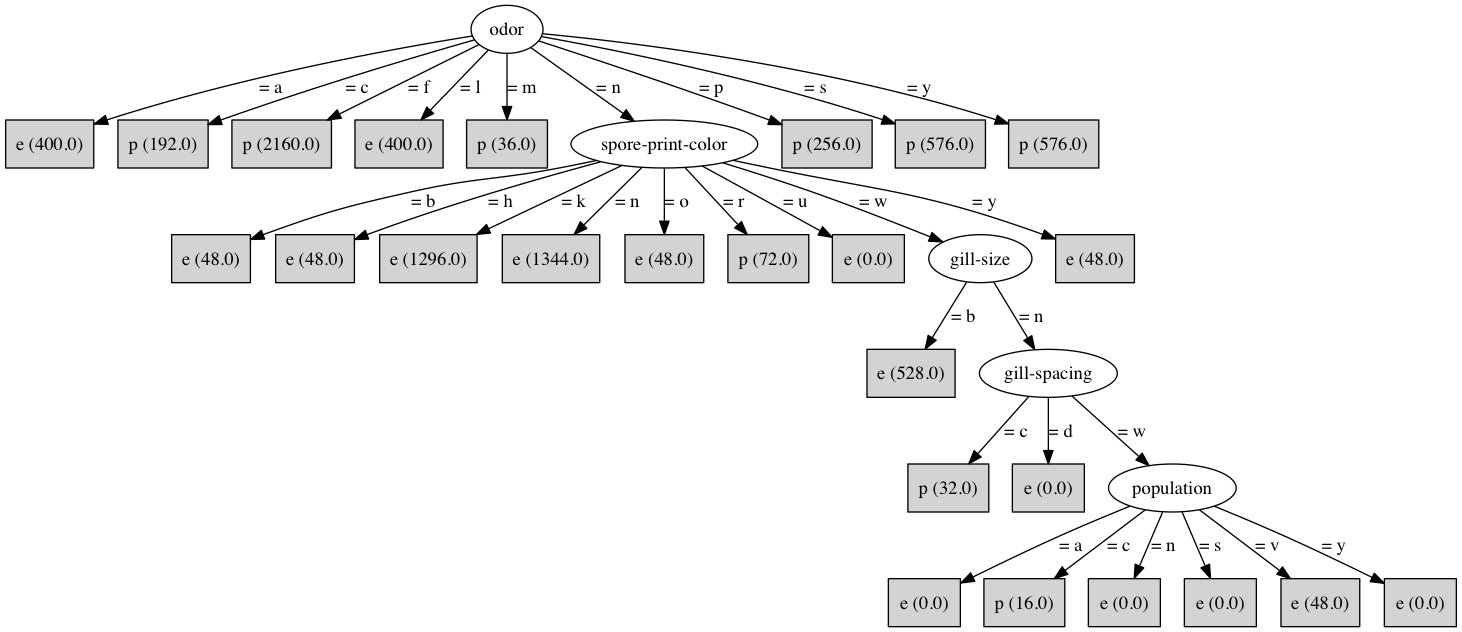 odor
= a = c = f = l = m = n = p = s = y
e (400.0) p (192.0) p (2160.0) e (400.0) p (36.0) spore-print-color p (256.0) p (576.0) p (576.0)
= b = h = k = n = o = r = u = w = y
e (48.0) e (48.0) e (1296.0) e (1344.0) e (48.0) p (72.0) e (0.0) gill-size e (48.0)
= b = n
e (528.0) gill-spacing
= c = d = w
p (32.0) e (0.0) population
= a = c = n = s = v = y
e (0.0) p (16.0) e (0.0) e (0.0) e (48.0) e (0.0)